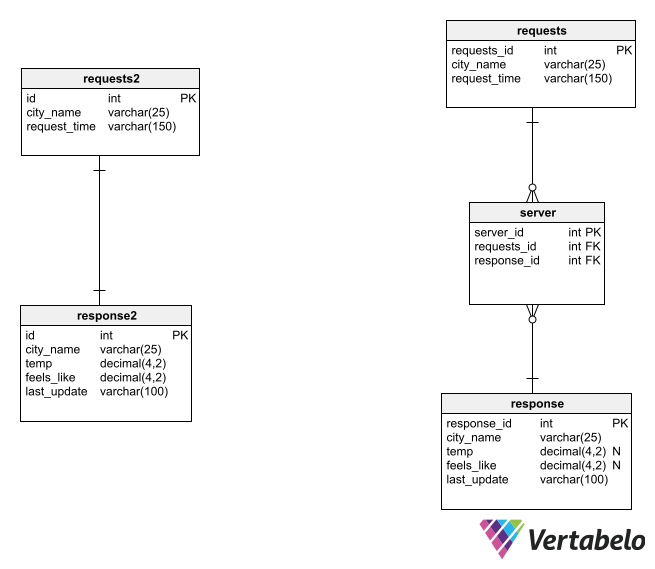 requests2
id int PK
city_name varchar(25)
request_time varchar(150)
response2
id int PK
city_name varchar(25)
temp decimal(4,2)
feels_like decimal(4,2)
last_update varchar(100)
requests
requests_id int PK
city_name varchar(25)
request_time varchar(150)
server
server_id int PK
requests_id int FK
response_id int FK
response
response_id int PK
city_name varchar(25)
temp decimal(4,2) N
feels_like decimal(4,2) N
last_update varchar(100)
Vertabelo